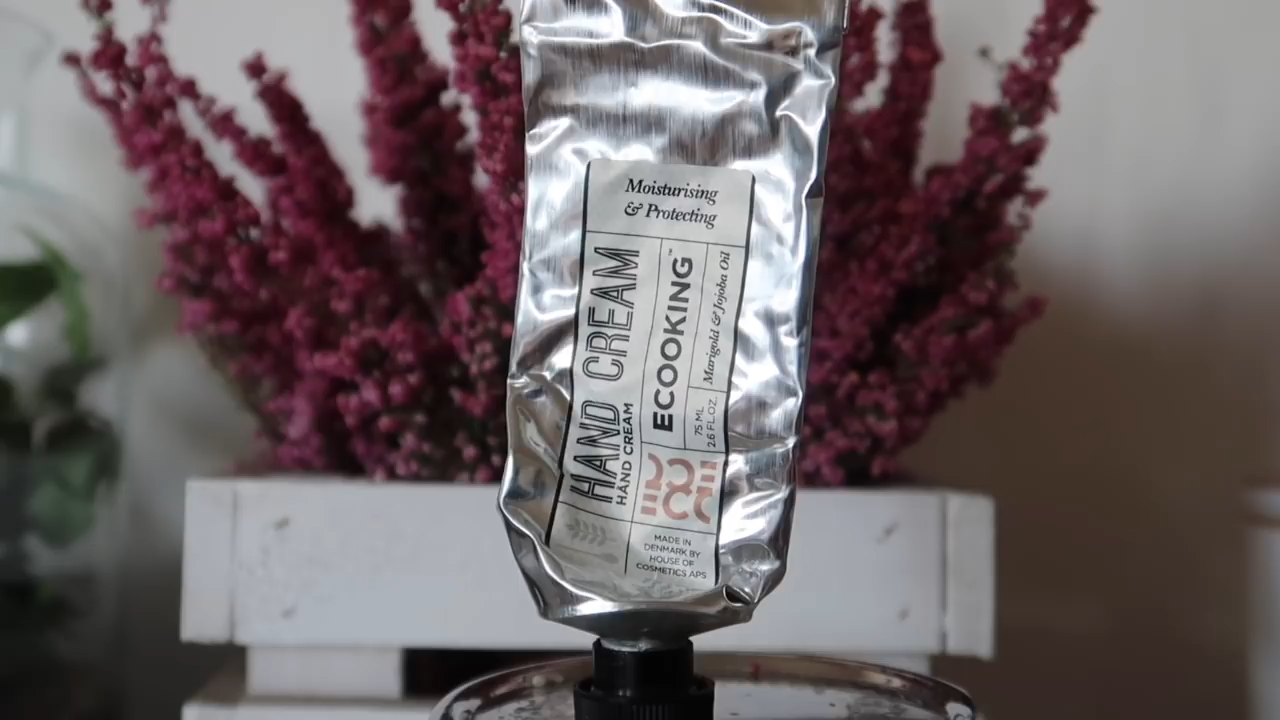 Moisturising
& Protecting
HAND CREAM
HAND CREAM
ECOOKING™
Marigold & Jojoba Oil
75 ML
2.6 FL.OZ.
MADE IN
DENMARK BY
HOUSE OF
COSMETICS APS